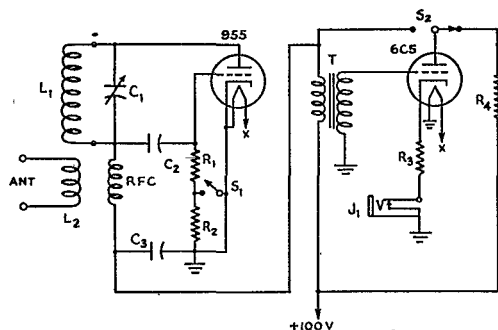 955
S2
6C5
L1
C1
T
R4
X
X
C2
R1
R3
ANT
RFC
S1
J1
L2
C3
R2
+100V